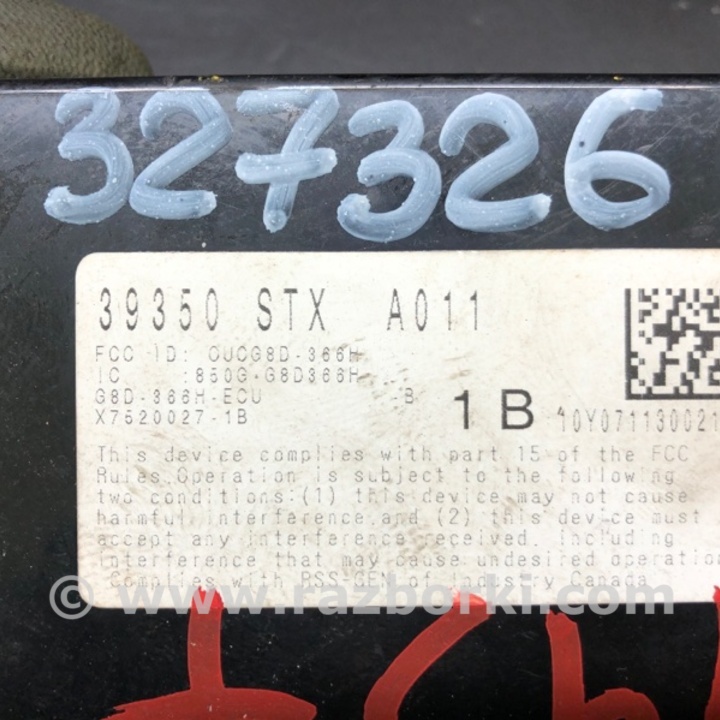 327326
39350 STX A011
FCC ID: OUCG8D-366H
IC :850G-G8D366H
G8D-366H-ECU B
X7520027-1B
1B
10Y071130021
This device complies with part 15 of the FCC
Rules.Operation is subject to the following
two conditions:(1) this device may not cause
harmful interference,and (2) this device must
accept any interference received, including
interference that may cause undesired operation
Complies with RSS-GEN of Industry Canada
© www.razborki.com